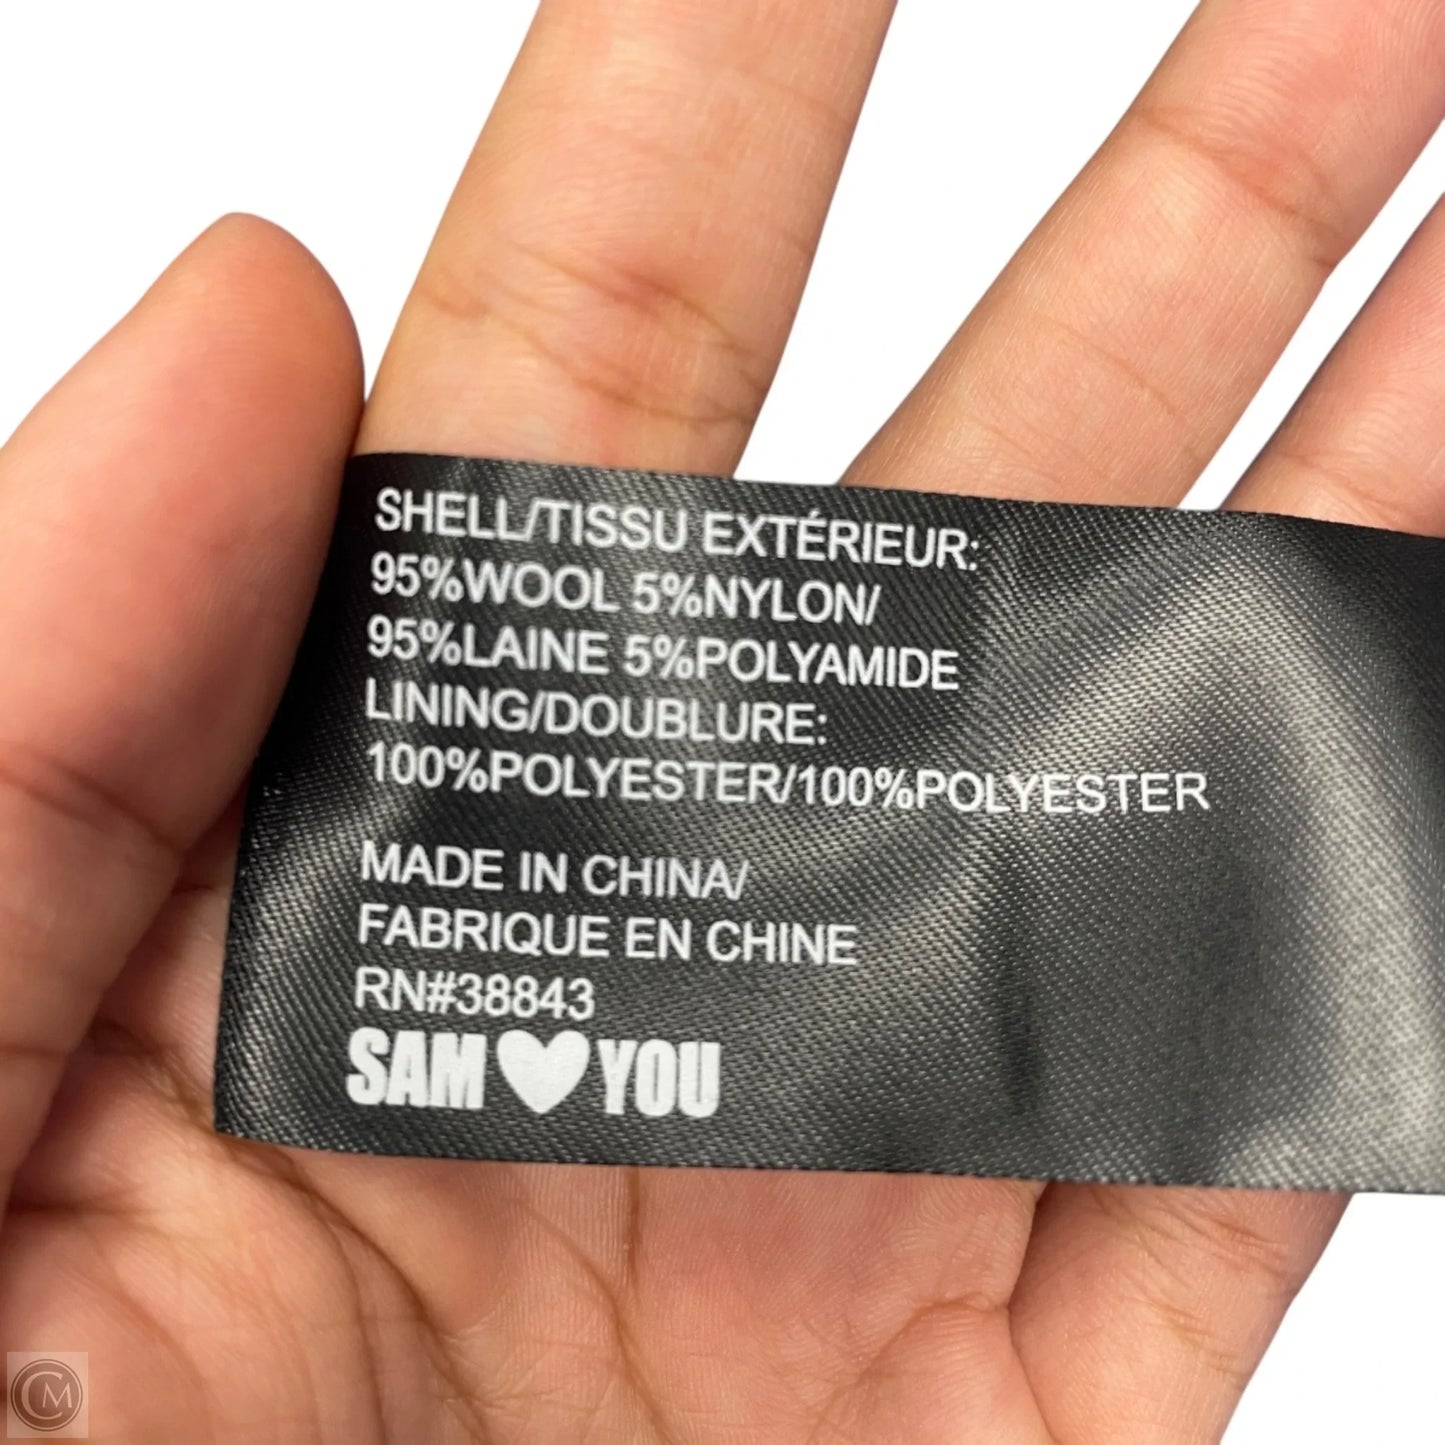 SHELL/TISSU EXTÉRIEUR:
95%WOOL 5%NYLON/
95%LAINE 5%POLYAMIDE
LINING/DOUBLURE:
100%POLYESTER/100%POLYESTER
MADE IN CHINA/
FABRIQUE EN CHINE
RN#38843
SAM♥YOU
CM